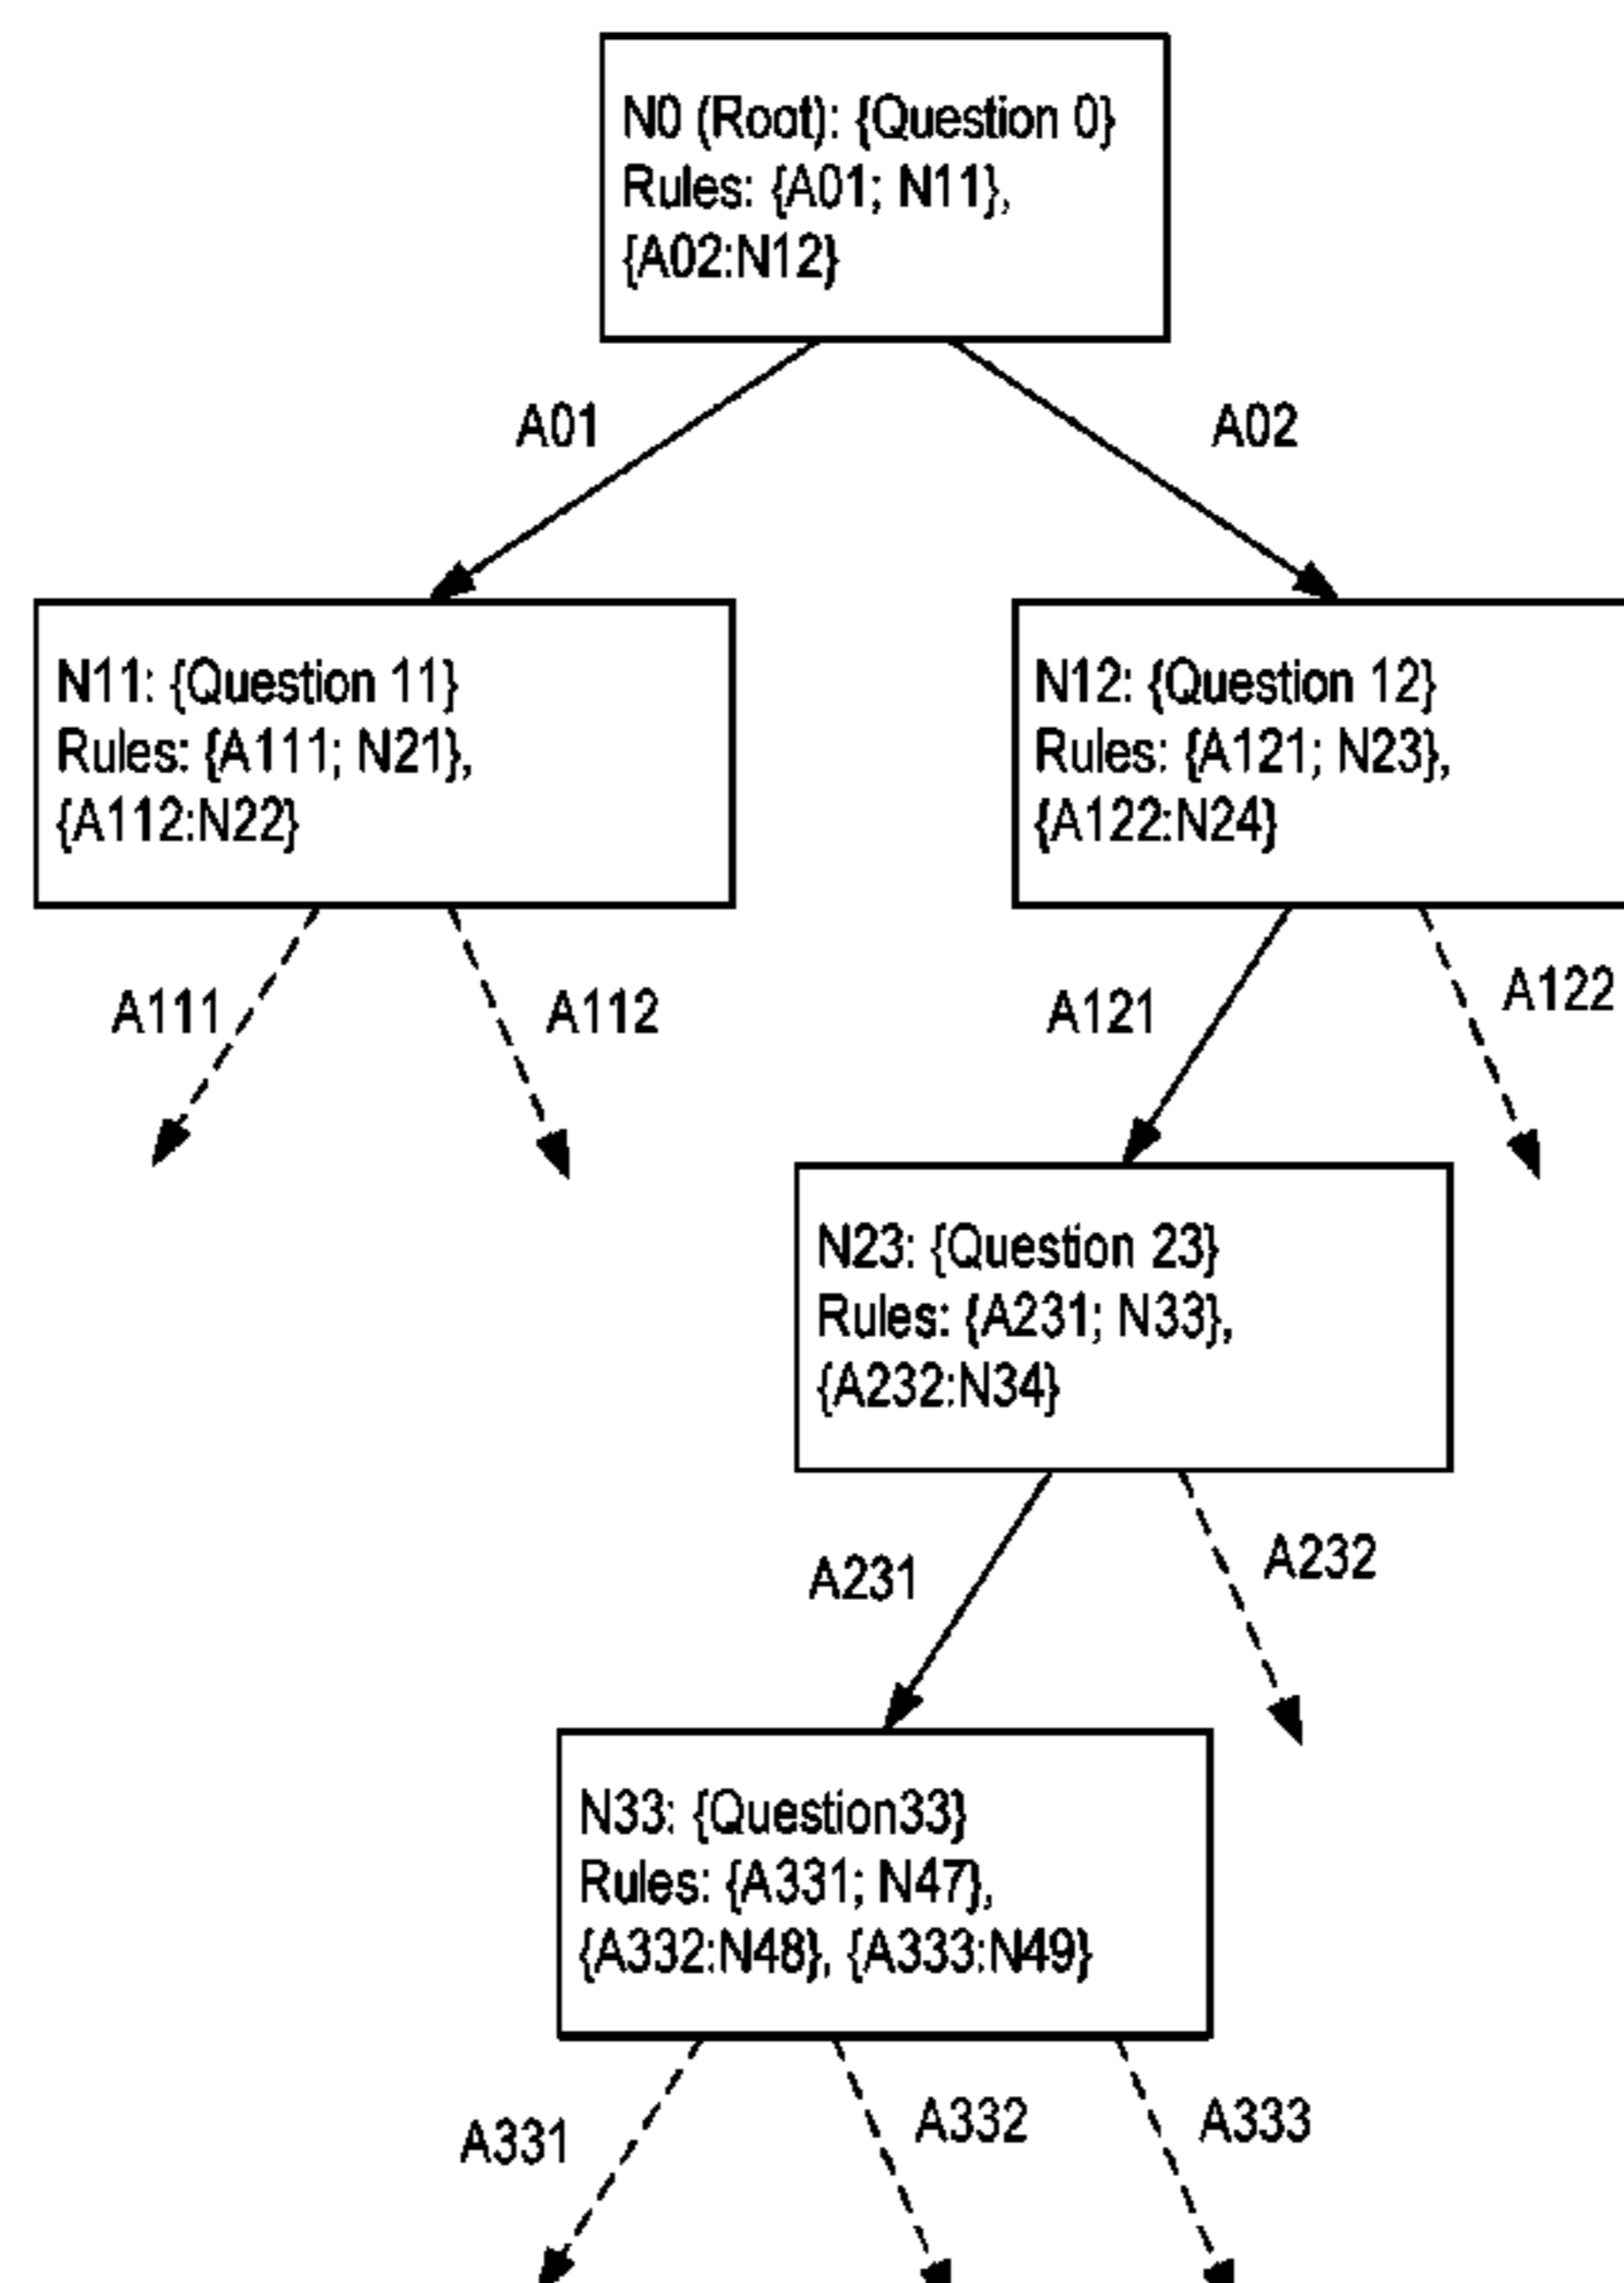 N0 (Root): {Question 0}
Rules: {A01; N11},
{A02:N12}
A01
A02
N11: {Question 11}
Rules: {A111; N21},
{A112:N22}
N12: {Question 12}
Rules: {A121; N23},
{A122:N24}
A111
A112
A121
A122
N23: {Question 23}
Rules: {A231; N33},
{A232:N34}
A231
A232
N33: {Question33}
Rules: {A331; N47},
{A332:N48}, {A333:N49}
A331
A332
A333